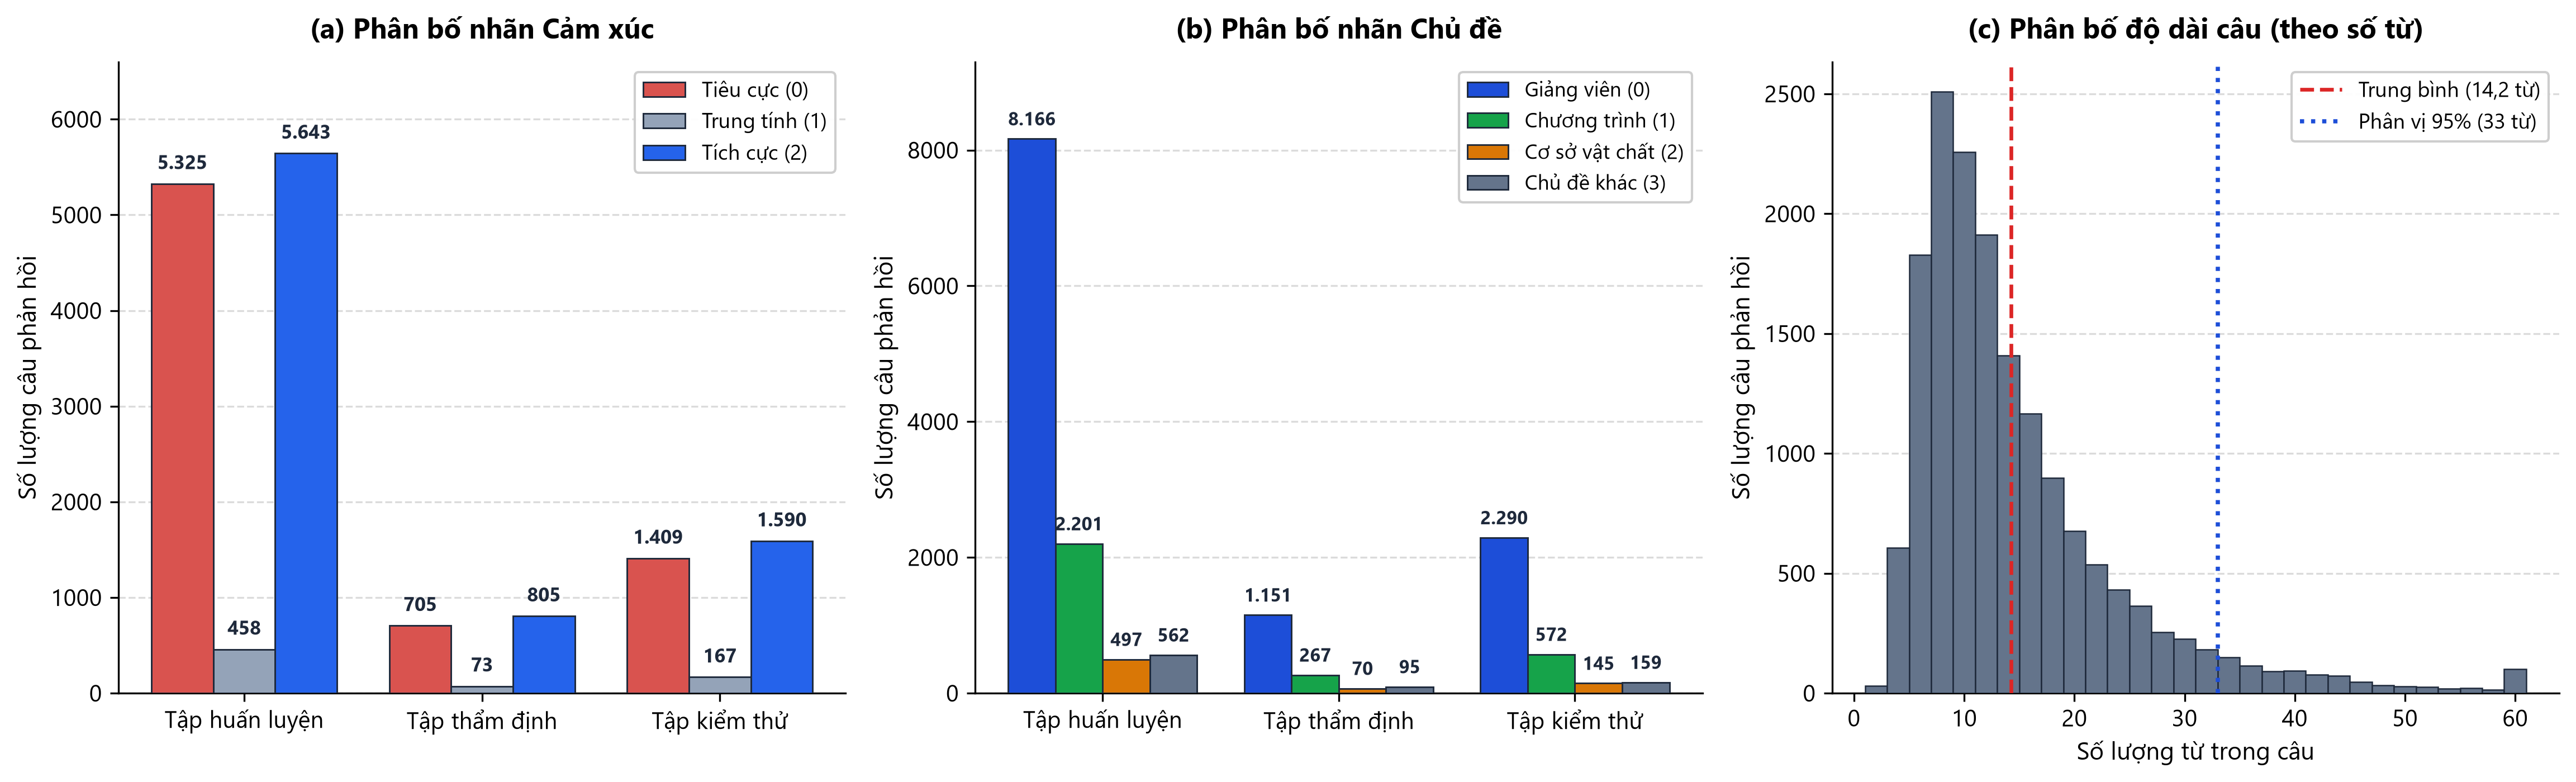 (a) Phân bố nhãn Cảm xúc
Số lượng câu phản hồi
6000
5000
4000
3000
2000
1000
0
Tiêu cực (0)
Trung tính (1)
Tích cực (2)
5.325
458
5.643
705
73
805
1.409
167
1.590
Tập huấn luyện
Tập thẩm định
Tập kiểm thử
(b) Phân bố nhãn Chủ đề
Số lượng câu phản hồi
8000
6000
4000
2000
0
Giảng viên (0)
Chương trình (1)
Cơ sở vật chất (2)
Chủ đề khác (3)
8.166
2.201
497
562
1.151
267
70
95
2.290
572
145
159
Tập huấn luyện
Tập thẩm định
Tập kiểm thử
(c) Phân bố độ dài câu (theo số từ)
Số lượng câu phản hồi
2500
2000
1500
1000
500
0
Trung bình (14,2 từ)
Phân vị 95% (33 từ)
0
10
20
30
40
50
60
Số lượng từ trong câu